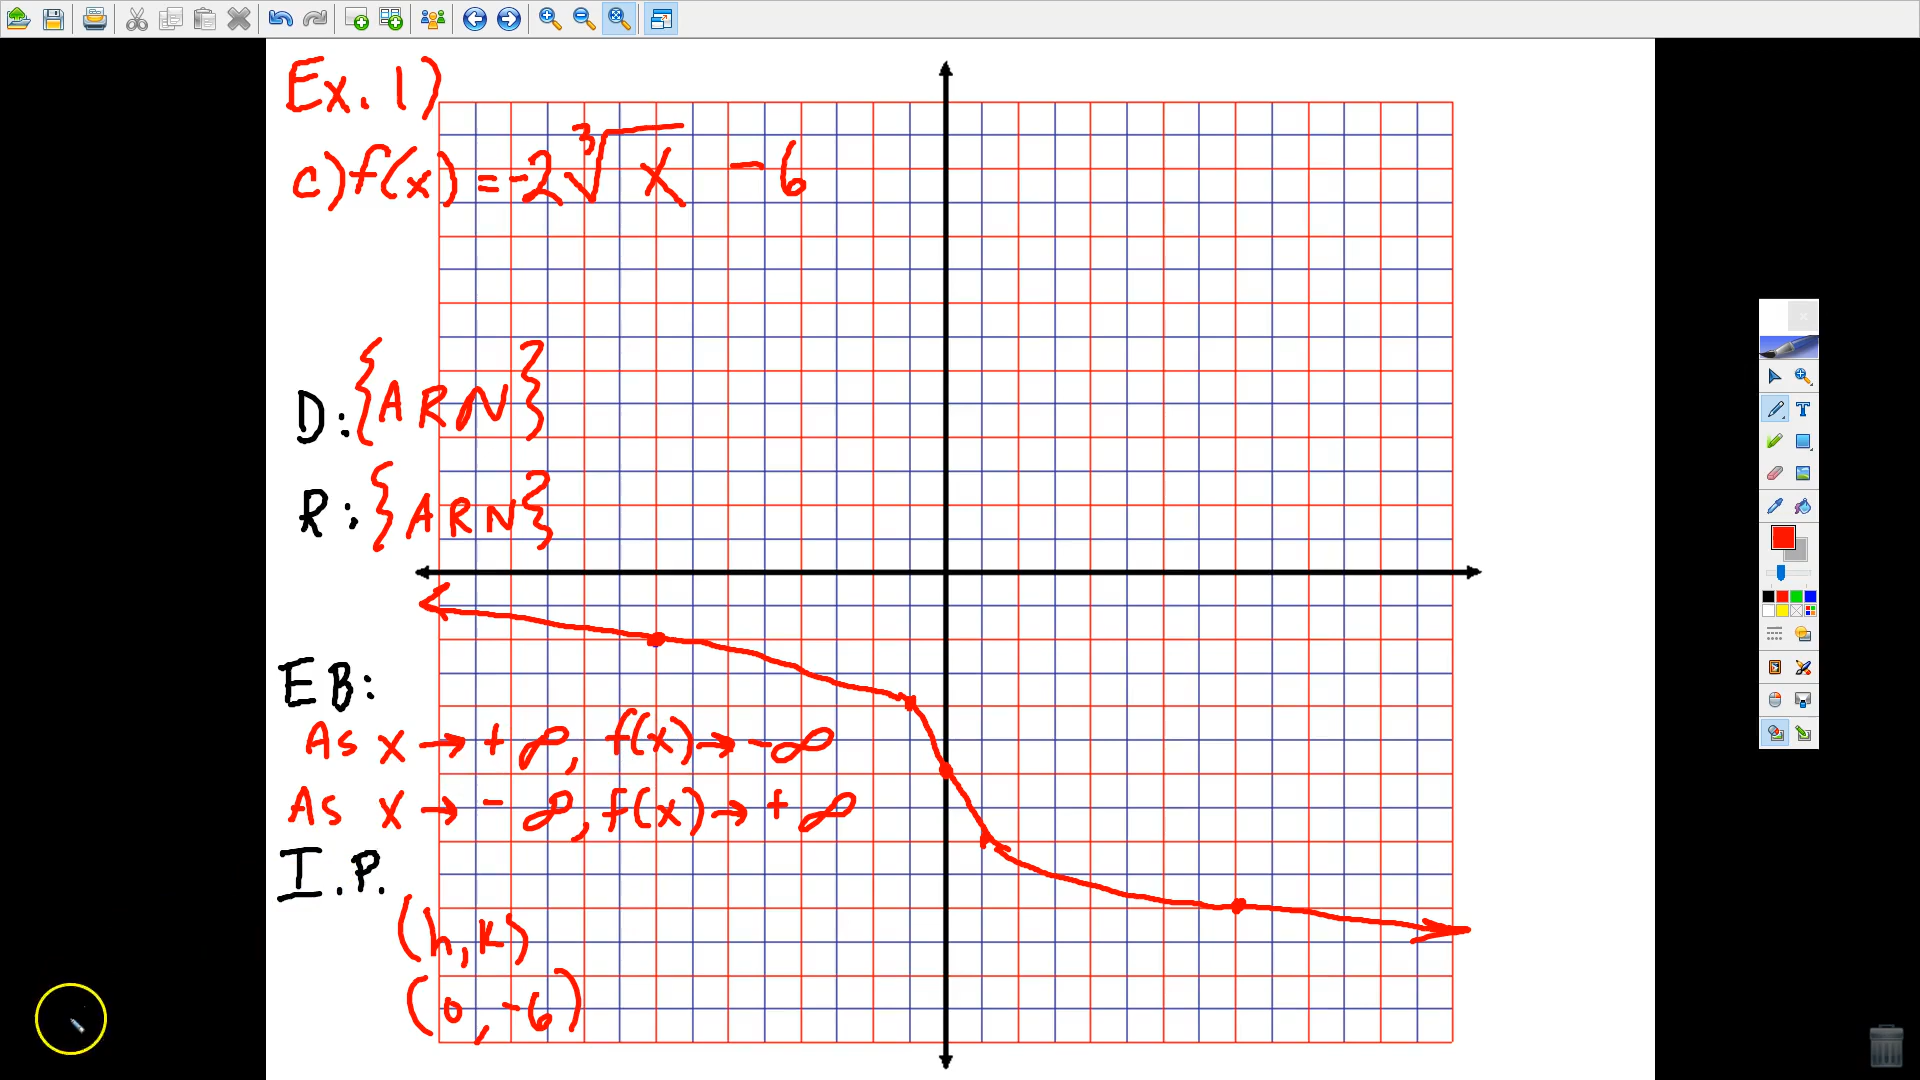 Ex. 1)
c) f(x) = -2∛x - 6
D: {ARN}
R: {ARN}
EB:
As x → +∞, f(x) → -∞
As x → -∞, f(x) → +∞
I.P.
(h, k)
(0, -6)